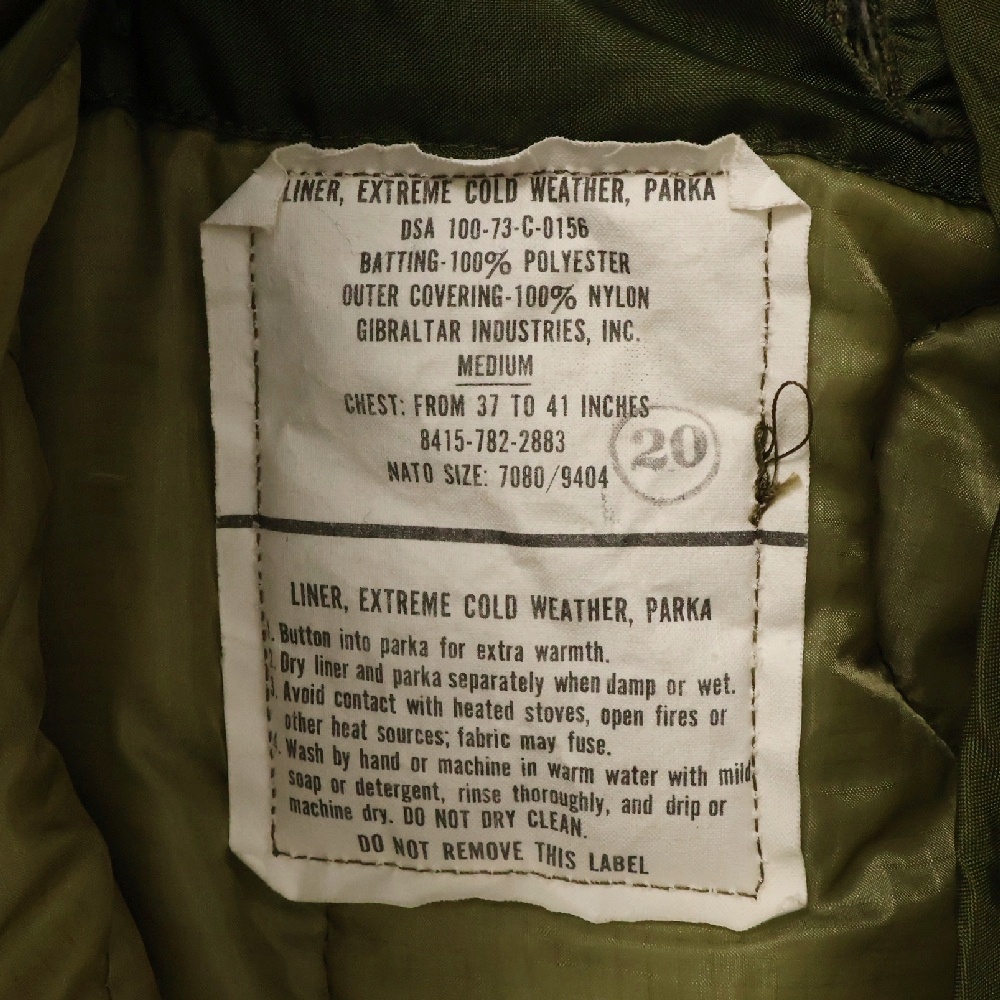 LINER, EXTREME COLD WEATHER, PARKA
DSA 100-73-C-0156
BATTING-100% POLYESTER
OUTER COVERING-100% NYLON
GIBRALTAR INDUSTRIES, INC.
MEDIUM
CHEST: FROM 37 TO 41 INCHES
8415-782-2883
20
NATO SIZE: 7080/9404
LINER, EXTREME COLD WEATHER, PARKA
1. Button into parka for extra warmth.
2. Dry liner and parka separately when damp or wet.
3. Avoid contact with heated stoves, open fires or
other heat sources; fabric may fuse.
4. Wash by hand or machine in warm water with mild
soap or detergent, rinse thoroughly, and drip or
machine dry. DO NOT DRY CLEAN.
DO NOT REMOVE THIS LABEL